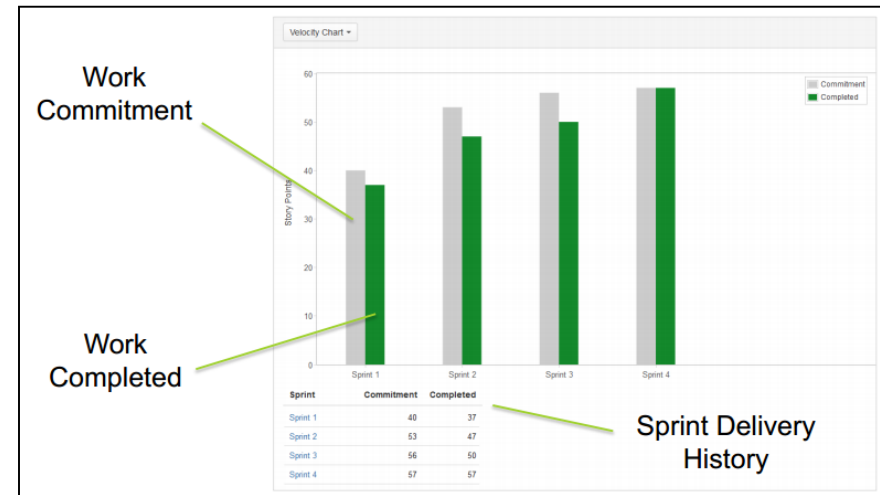 Velocity Chart
Work
Commitment
60
50
40
30
20
10
0
Story Points
Commitment
Completed
Sprint 1 Sprint 2 Sprint 3 Sprint 4
Work
Completed
Sprint Commitment Completed
Sprint 1 40 37
Sprint 2 53 47
Sprint 3 56 50
Sprint 4 57 57
Sprint Delivery
History